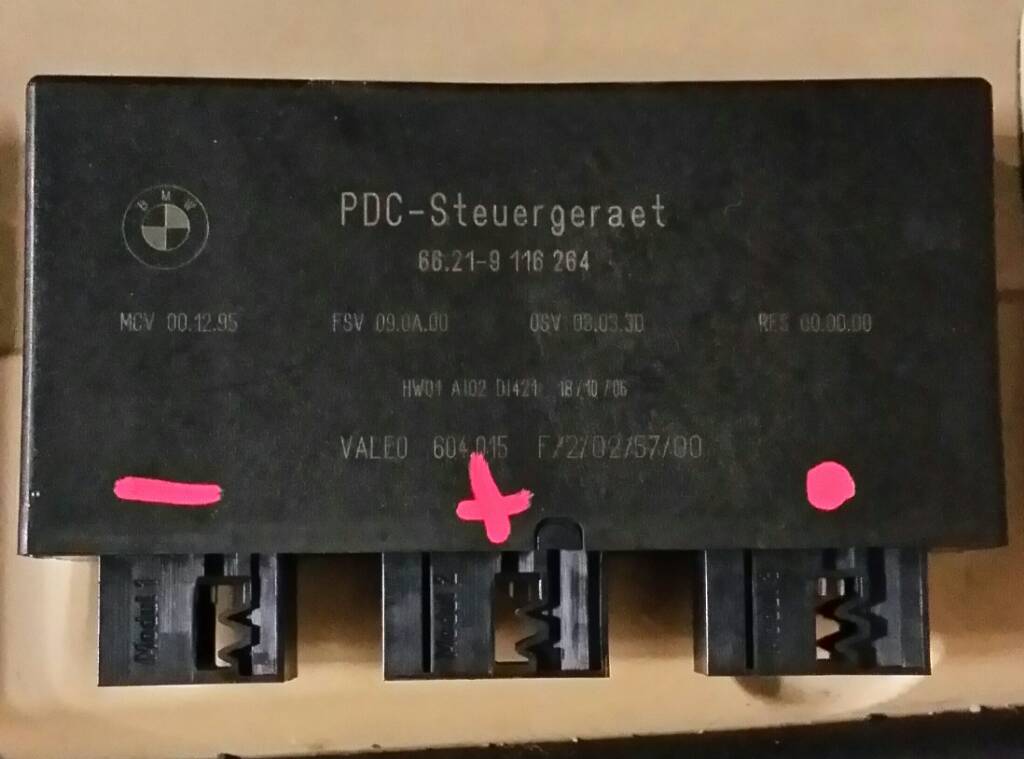 BMW
PDC-Steuergeraet
66.21-9 116 264
MCV 00.12.95 FSV 09.0A.00 OSV 03.03.30 RES 00.00.00
HW01 AI02 DI421 18/10/06
VALEO 604.015 F/2/02/57/00
Modul 1 Modul 2